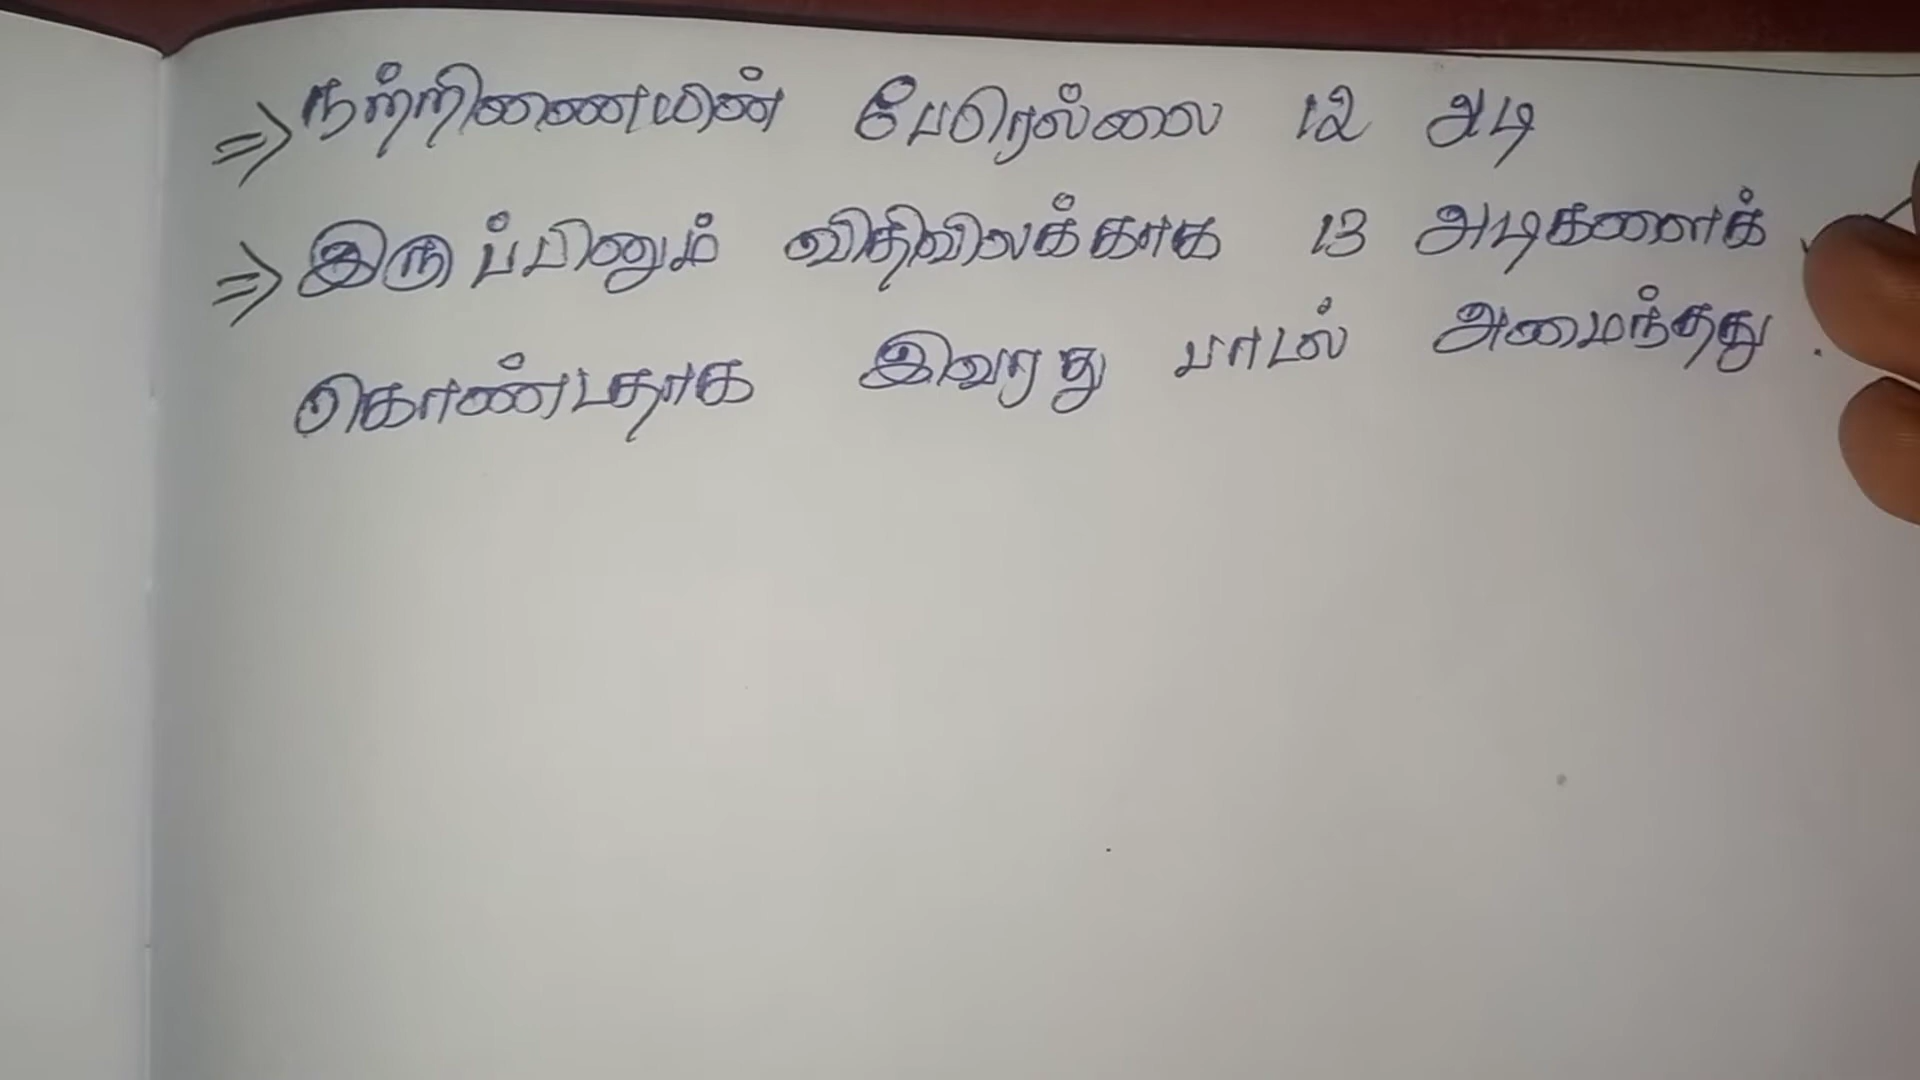 ⇒ நற்றிணையின் பேரெல்லை 12 அடி
⇒ இருப்பினும் விதிவிலக்காக 13 அடிகளைக்
கொண்டதாக இவரது பாடல் அமைந்தது .